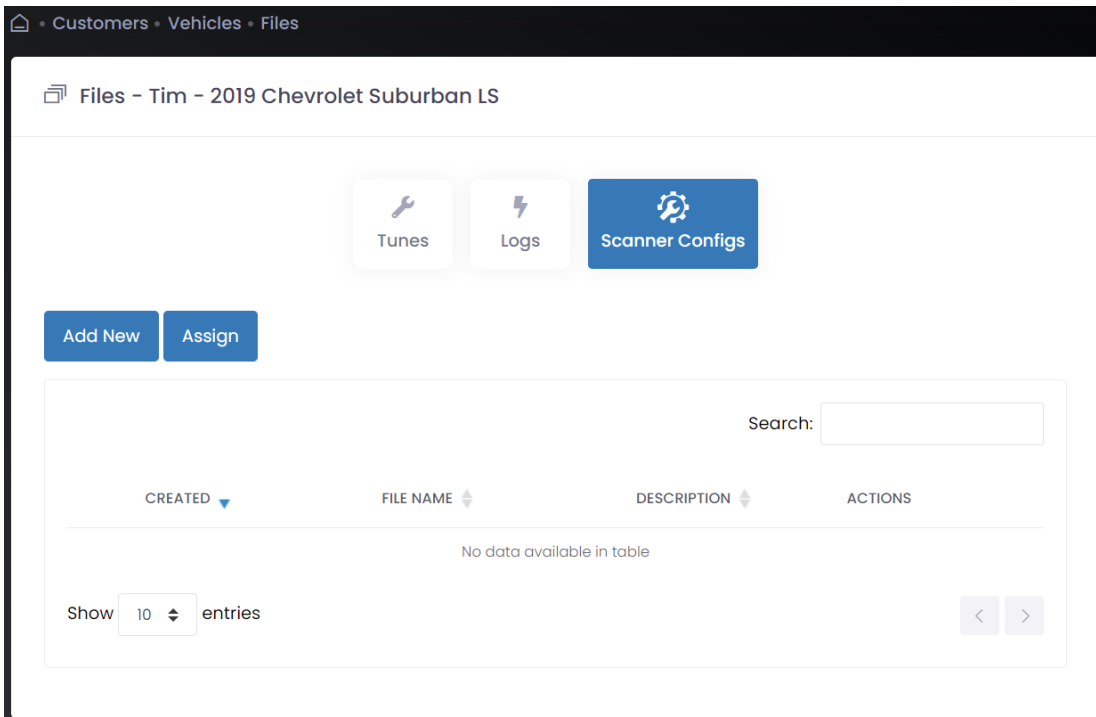 Customers • Vehicles • Files
Files - Tim - 2019 Chevrolet Suburban LS
Tunes
Logs
Scanner Configs
Add New
Assign
Search:
CREATED FILE NAME DESCRIPTION ACTIONS
No data available in table
Show 10 entries